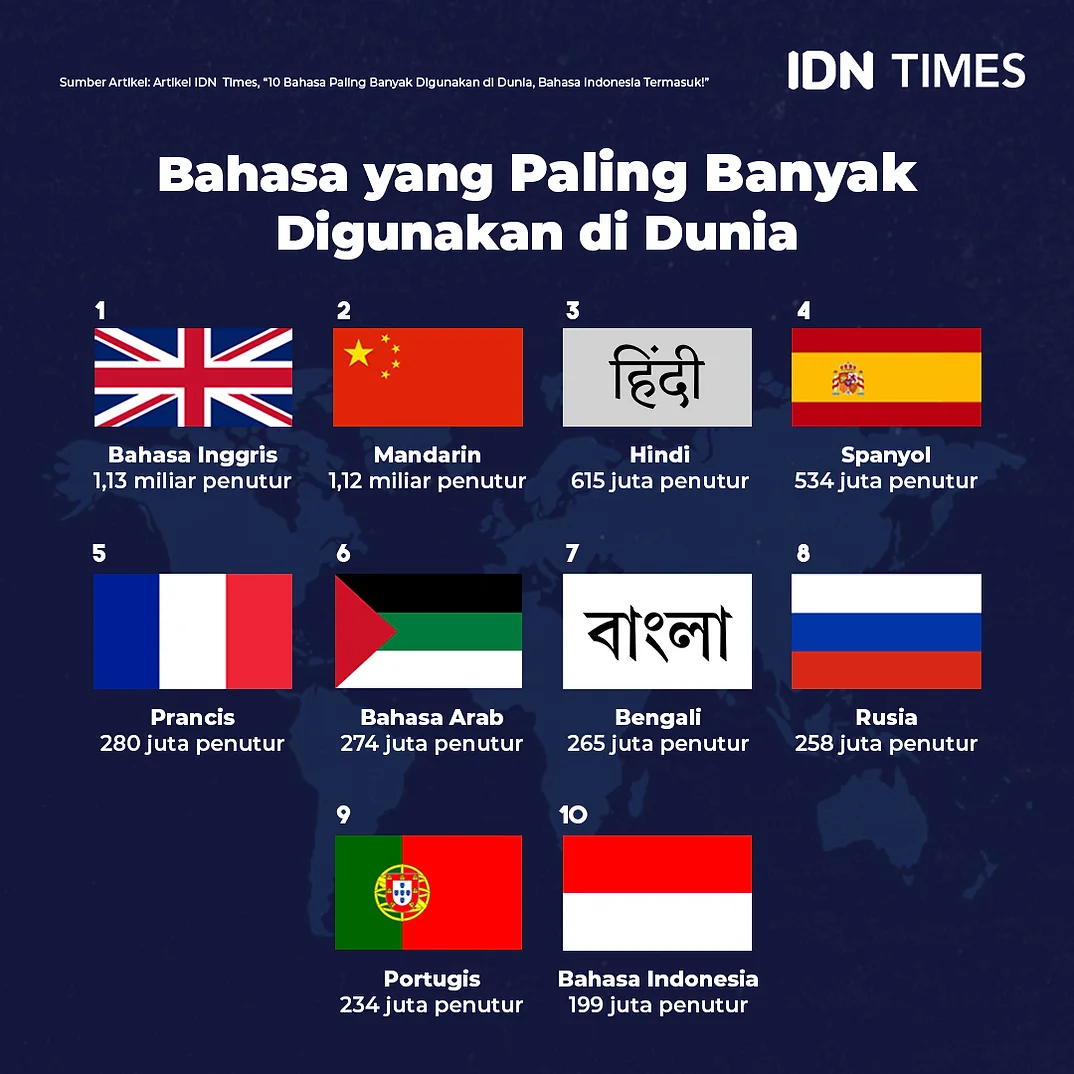 Sumber Artikel: Artikel IDN Times, “10 Bahasa Paling Banyak Digunakan di Dunia, Bahasa Indonesia Termasuk!”
IDN TIMES
Bahasa yang Paling Banyak
Digunakan di Dunia
1
2
3
4
हिंदी
Bahasa Inggris
1,13 miliar penutur
Mandarin
1,12 miliar penutur
Hindi
615 juta penutur
Spanyol
534 juta penutur
5
6
7
8
বাংলা
Prancis
280 juta penutur
Bahasa Arab
274 juta penutur
Bengali
265 juta penutur
Rusia
258 juta penutur
9
10
Portugis
234 juta penutur
Bahasa Indonesia
199 juta penutur